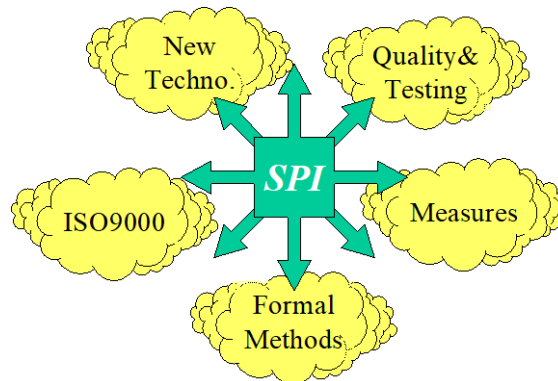 New
Techno.
Quality&
Testing
SPI
ISO9000
Measures
Formal
Methods